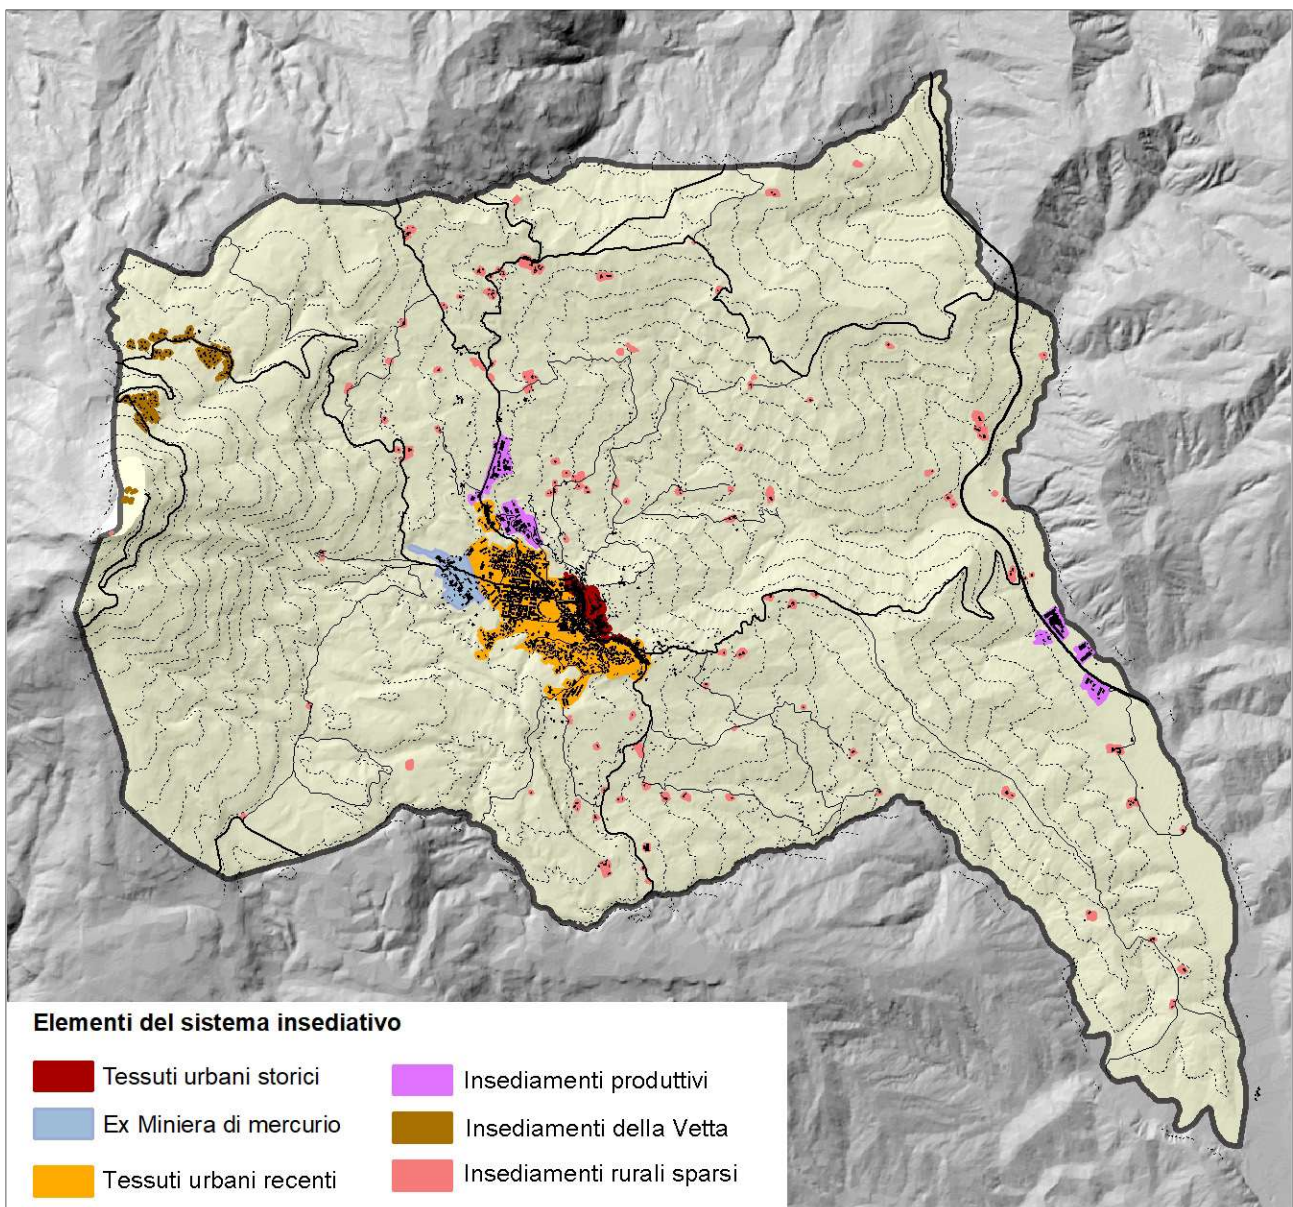 Elementi del sistema insediativo
Tessuti urbani storici
Ex Miniera di mercurio
Tessuti urbani recenti
Insediamenti produttivi
Insediamenti della Vetta
Insediamenti rurali sparsi